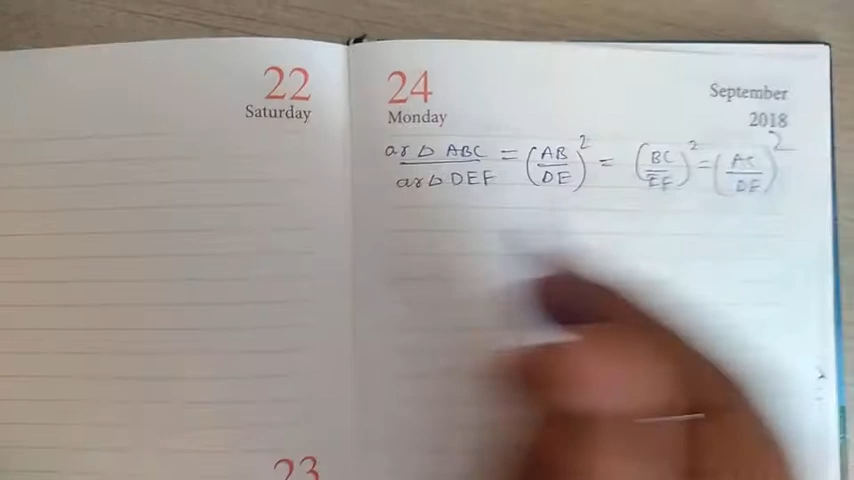 22
Saturday
23
24
Monday
September
2018
ar △ ABC / ar △ DEF = (AB/DE)² = (BC/EF)² = (AC/DF)²